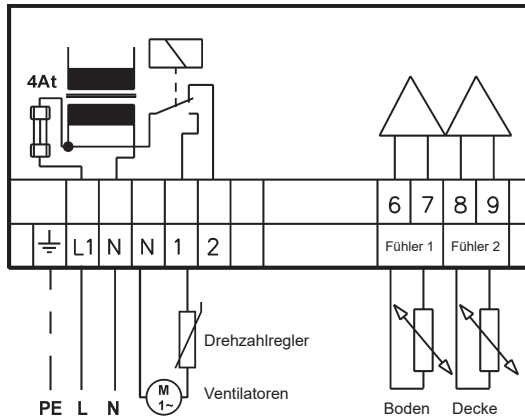 4At
6 7 8 9
L1 N N 1 2 Fühler 1 Fühler 2
Drehzahlregler
M
1~
Ventilatoren
PE L N Boden Decke